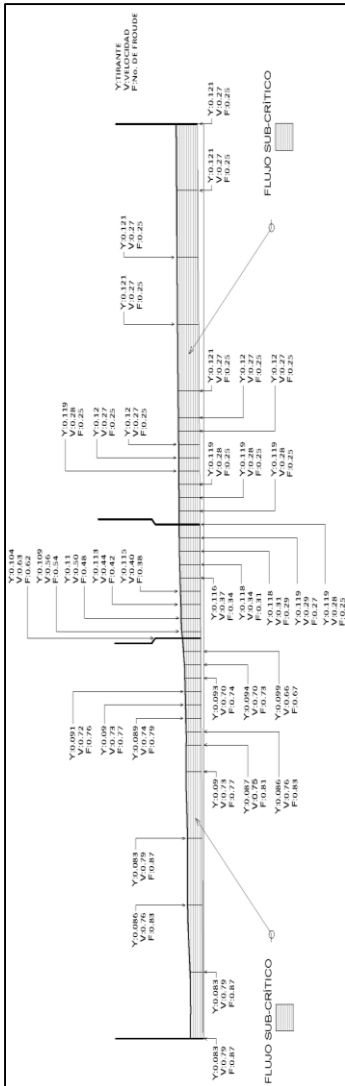 Y:TIRANTE
V:VELOCIDAD
F:No. DE FROUDE
Y:0.104
V:0.63
F:0.62
Y:0.109
V:0.56
F:0.54
Y:0.11
V:0.50
F:0.48
Y:0.113
V:0.44
F:0.42
Y:0.115
V:0.40
F:0.38
Y:0.086
V:0.76
F:0.83
Y:0.083
V:0.79
F:0.87
Y:0.091
V:0.72
F:0.76
Y:0.09
V:0.73
F:0.77
Y:0.089
V:0.74
F:0.79
Y:0.119
V:0.28
F:0.25
Y:0.12
V:0.27
F:0.25
Y:0.12
V:0.27
F:0.25
Y:0.121
V:0.27
F:0.25
Y:0.121
V:0.27
F:0.25
Y:0.083
V:0.79
F:0.87
Y:0.083
V:0.79
F:0.87
Y:0.09
V:0.73
F:0.77
Y:0.087
V:0.75
F:0.81
Y:0.086
V:0.76
F:0.83
Y:0.093
V:0.70
F:0.74
Y:0.094
V:0.70
F:0.73
Y:0.099
V:0.66
F:0.67
Y:0.116
V:0.37
F:0.34
Y:0.118
V:0.34
F:0.31
Y:0.118
V:0.31
F:0.29
Y:0.119
V:0.29
F:0.27
Y:0.119
V:0.28
F:0.25
Y:0.119
V:0.28
F:0.25
Y:0.119
V:0.28
F:0.25
Y:0.119
V:0.28
F:0.25
Y:0.121
V:0.27
F:0.25
Y:0.12
V:0.27
F:0.25
Y:0.12
V:0.27
F:0.25
Y:0.121
V:0.27
F:0.25
Y:0.121
V:0.27
F:0.25
FLUJO SUB-CRÍTICO
FLUJO SUB-CRÍTICO